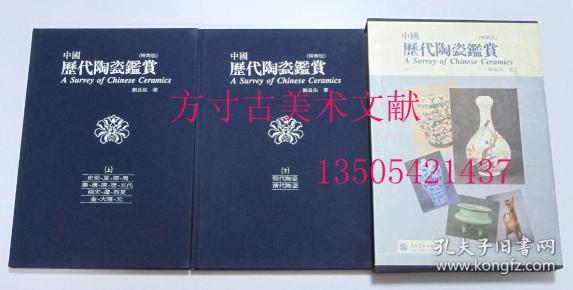 中國
(精華版)
歷代陶瓷鑑賞
A Survey of Chinese Ceramics
劉良佑 著
[上]
史前、夏、商、周
秦、漢、隋、唐、五代
兩宋、遼、西夏
金、大理、元
中國
(精華版)
歷代陶瓷鑑賞
A Survey of Chinese Ceramics
劉良佑 著
[下]
明代陶瓷
清代陶瓷
中國
(精華版)
歷代陶瓷鑑賞
A Survey of Chinese Ceramics
劉良佑 著
方寸古美术文献
13505421437
孔夫子旧书网
kongfz.com